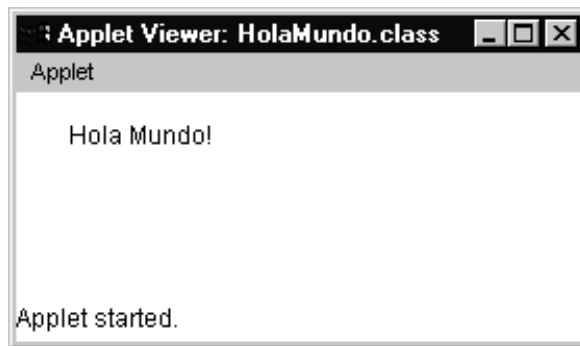 Applet Viewer: HolaMundo.class
Applet
Hola Mundo!
Applet started.